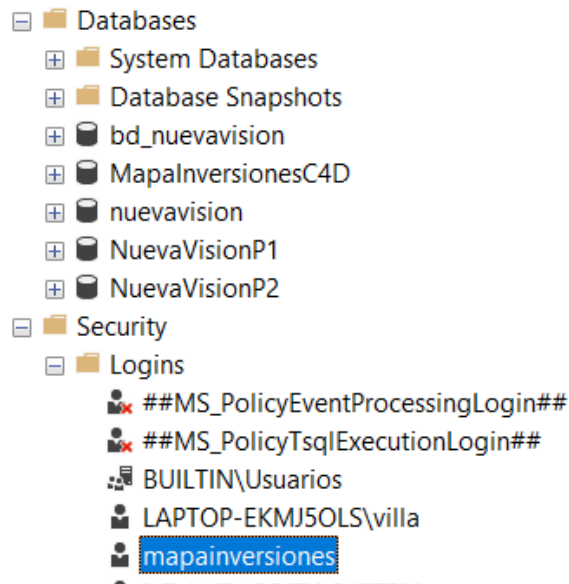 Databases
System Databases
Database Snapshots
bd_nuevavision
MapaInversionesC4D
nuevavision
NuevaVisionP1
NuevaVisionP2
Security
Logins
##MS_PolicyEventProcessingLogin##
##MS_PolicyTsqlExecutionLogin##
BUILTIN\Usuarios
LAPTOP-EKMJ5OLS\villa
mapainversiones